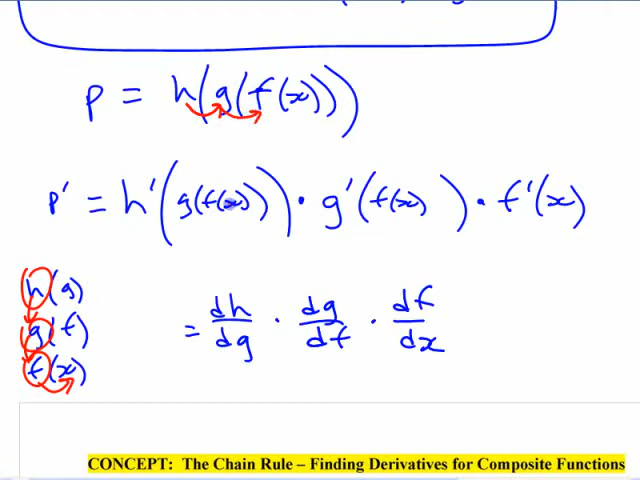 p = h(g(f(x)))
p' = h'(g(f(x))) · g'(f(x)) · f'(x)
h(g)
g(f)
f(x)
= dh/dg · dg/df · df/dx
CONCEPT: The Chain Rule – Finding Derivatives for Composite Functions